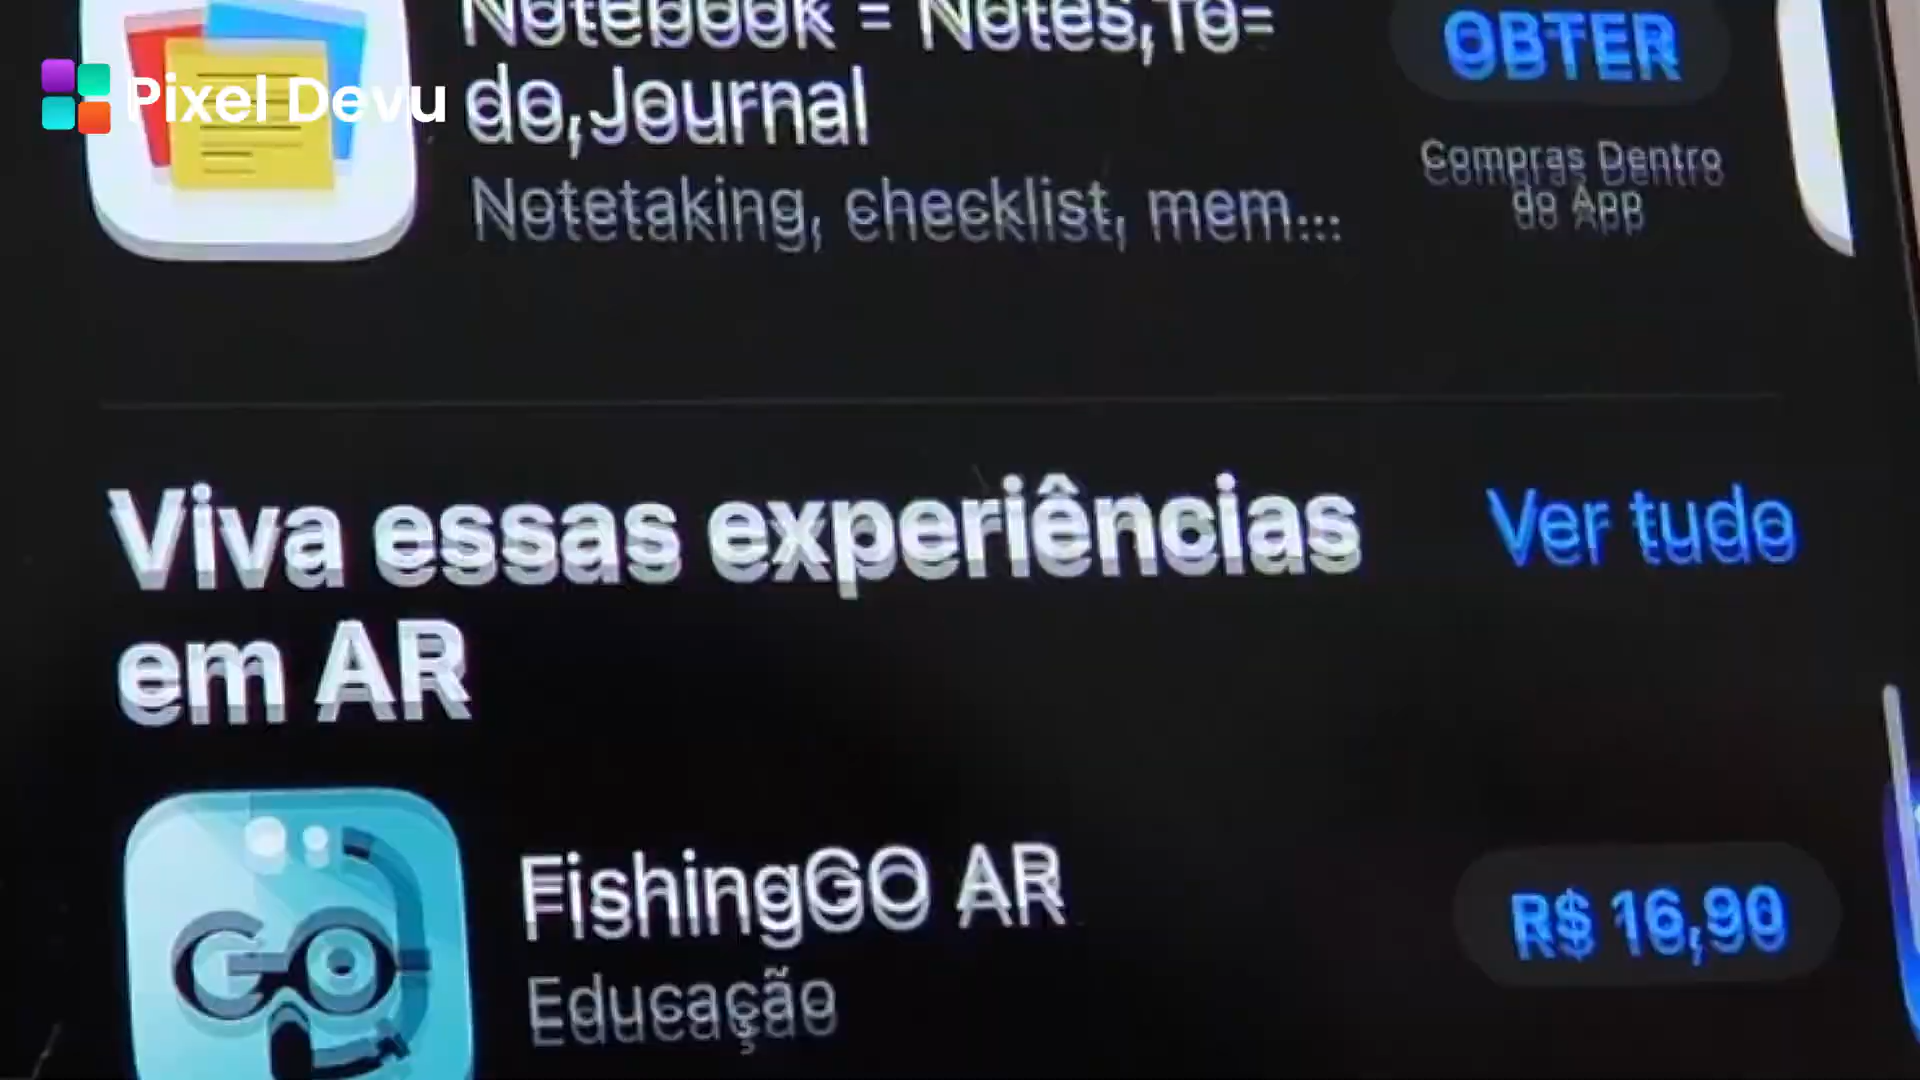 Pixel Devu
Notebook - Notes,To-
do,Journal
Notetaking, checklist, mem...
OBTER
Compras Dentro
do App
Viva essas experiências
em AR
Ver tudo
GO
FishingGO AR
Educação
R$ 16,90